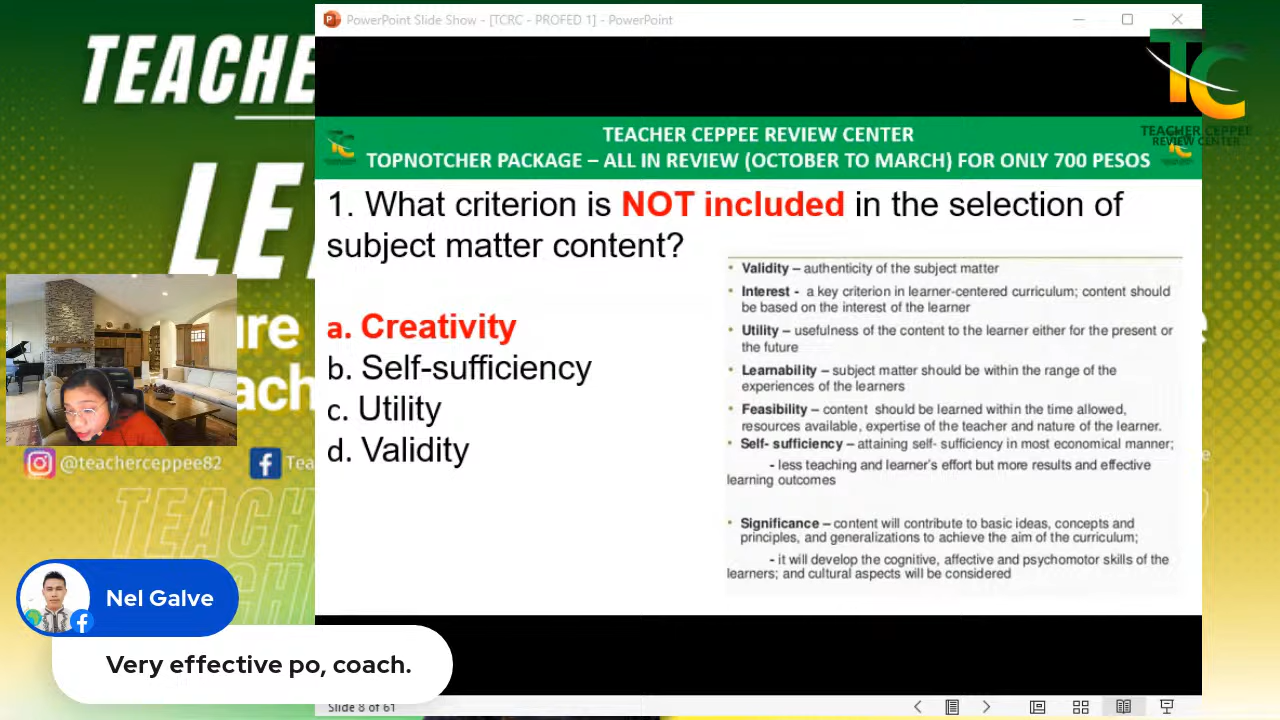 PowerPoint Slide Show - [TCRC - PROFED 1] - PowerPoint
TEACHE
LE
TC
TEACHER CEPPEE
REVIEW CENTER
TEACHER CEPPEE REVIEW CENTER
TOPNOTCHER PACKAGE – ALL IN REVIEW (OCTOBER TO MARCH) FOR ONLY 700 PESOS
1. What criterion is NOT included in the selection of
subject matter content?
a. Creativity
b. Self-sufficiency
c. Utility
d. Validity
• Validity – authenticity of the subject matter
• Interest - a key criterion in learner-centered curriculum; content should
be based on the interest of the learner
• Utility – usefulness of the content to the learner either for the present or
the future
• Learnability – subject matter should be within the range of the
experiences of the learners
• Feasibility – content should be learned within the time allowed,
resources available, expertise of the teacher and nature of the learner.
• Self- sufficiency – attaining self- sufficiency in most economical manner;
- less teaching and learner's effort but more results and effective
learning outcomes
• Significance – content will contribute to basic ideas, concepts and
principles, and generalizations to achieve the aim of the curriculum;
- it will develop the cognitive, affective and psychomotor skills of the
learners; and cultural aspects will be considered
ure
ach
@teacherceppee82
Tea
TEACH
Nel Galve
Very effective po, coach.
Slide 8 of 61